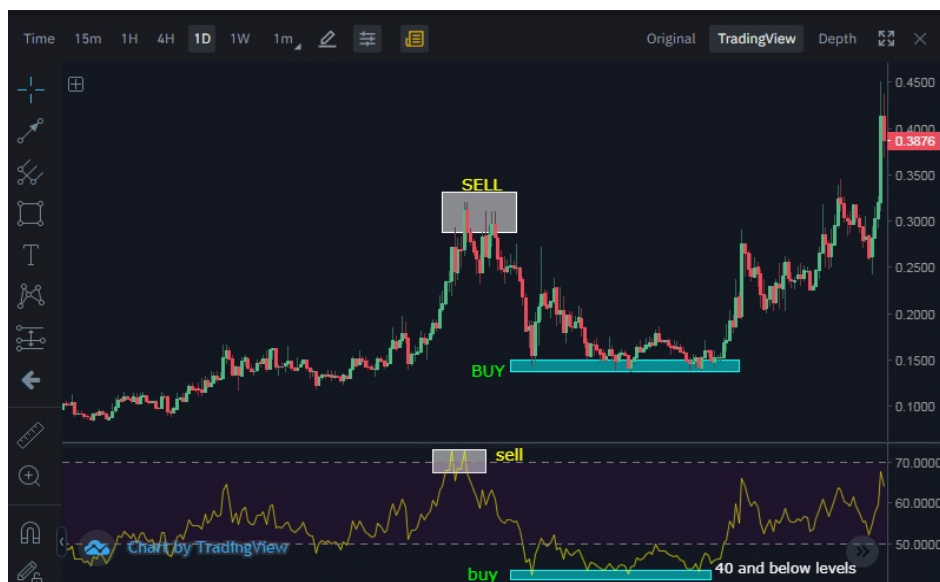 Time 15m 1H 4H 1D 1W 1m Original TradingView Depth
0.4500
0.4000
0.3876
0.3500
SELL
0.3000
0.2500
0.2000
0.1500
BUY
0.1000
sell
70.0000
60.0000
50.0000
Chart by TradingView
40 and below levels
buy